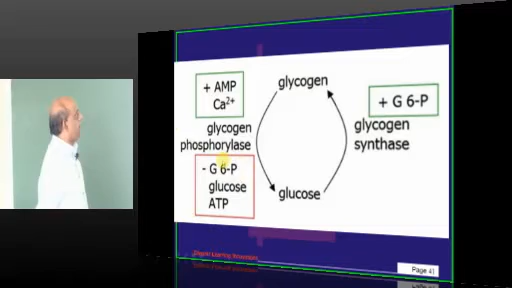 + AMP
Ca2+
glycogen
+ G 6-P
glycogen
phosphorylase
glycogen
synthase
- G 6-P
glucose
ATP
glucose
Page 41